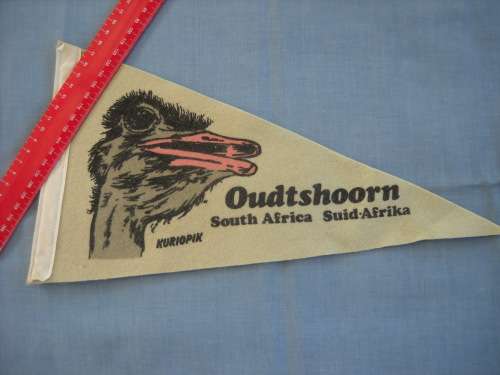 Oudtshoorn
South Africa Suid-Afrika
KURIOPIK